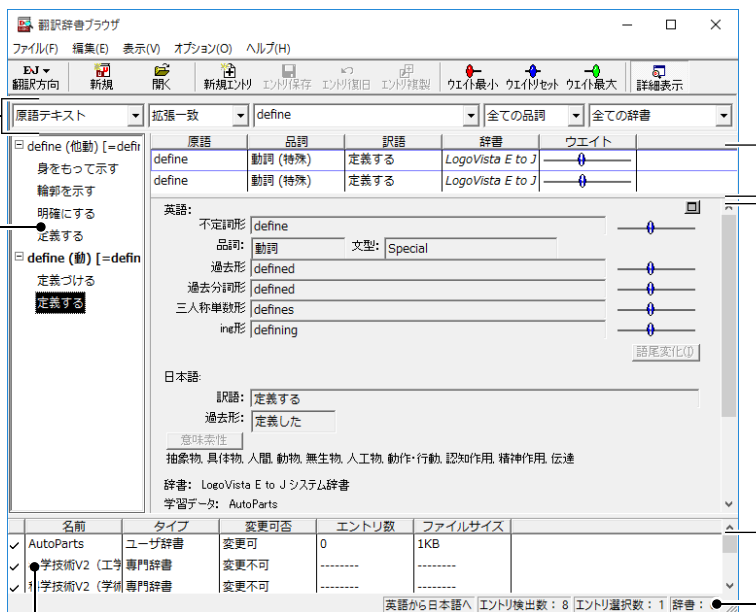 翻訳辞書ブラウザ
ファイル(F) 編集(E) 表示(V) オプション(O) ヘルプ(H)
EJ
翻訳方向 新規 開く 新規エントリ エントリ保存 エントリ復旧 エントリ複製 ウエイト最小 ウエイトリセット ウエイト最大 詳細表示
原語テキスト 拡張一致 define 全ての品詞 全ての辞書
define (他動) [=defin
身をもって示す
輪郭を示す
明確にする
定義する
define (動) [=defin
定義づける
定義する
原語 品詞 訳語 辞書 ウエイト
define 動詞 (特殊) 定義する LogoVista E to J
define 動詞 (特殊) 定義する LogoVista E to J
英語:
不定詞形 define
品詞: 動詞 文型: Special
過去形 defined
過去分詞形 defined
三人称単数形 defines
ing形 defining
語尾変化(I)
日本語:
訳語: 定義する
過去形: 定義した
意味素性
抽象物, 具体物, 人間, 動物, 無生物, 人工物, 動作・行動, 認知作用, 精神作用, 伝達
辞書: LogoVista E to J システム辞書
学習データ: AutoParts
名前 タイプ 変更可否 エントリ数 ファイルサイズ
AutoParts ユーザ辞書 変更可 0 1KB
学技術V2 (工学 専門辞書 変更不可 -------- --------
科学技術V2 (学術 専門辞書 変更不可 -------- --------
英語から日本語へ エントリ検出数: 8 エントリ選択数: 1 辞書: